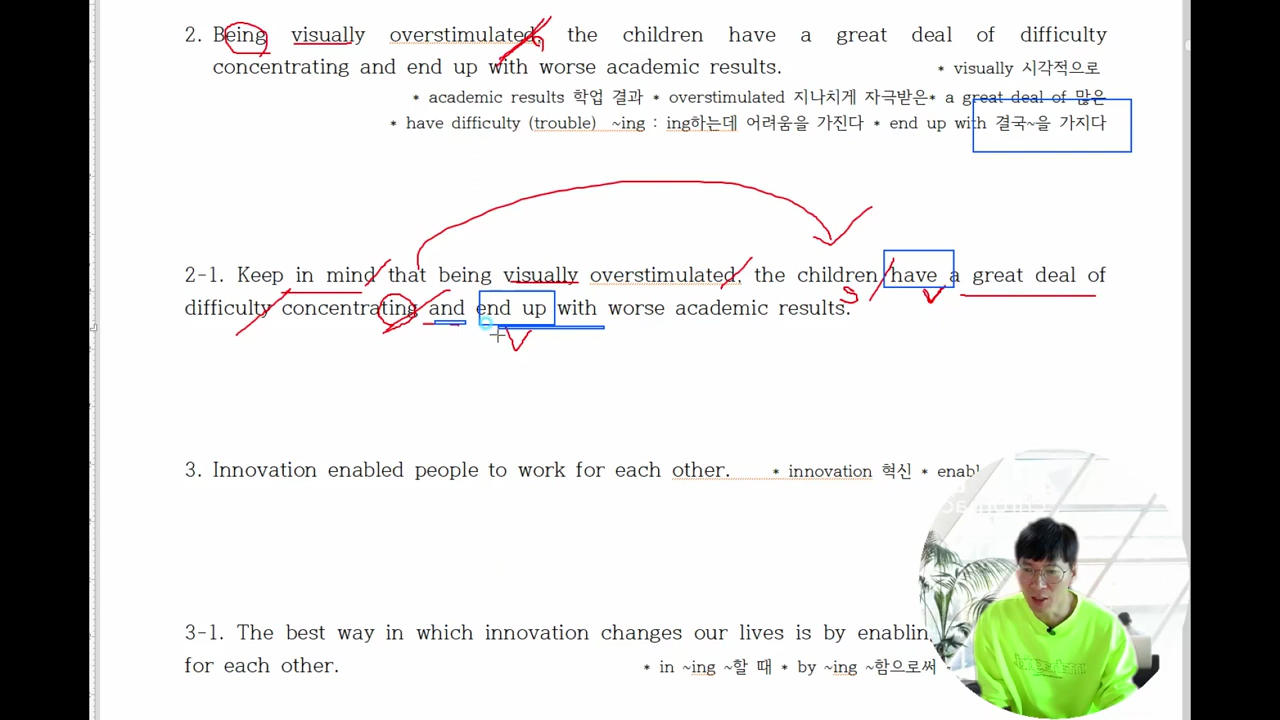 2. Being visually overstimulated, the children have a great deal of difficulty
concentrating and end up with worse academic results. * visually 시각적으로
* academic results 학업 결과 * overstimulated 지나치게 자극받은* a great deal of 많은
* have difficulty (trouble) ~ing : ing하는데 어려움을 가진다 * end up with 결국~을 가지다
2-1. Keep in mind that being visually overstimulated, the children have a great deal of
difficulty concentrating and end up with worse academic results.
S V
V
3. Innovation enabled people to work for each other. * innovation 혁신 *
3-1. The best way in which innovation changes our lives is by
for each other. * in ~ing ~할 때 * by ~ing ~함으로써